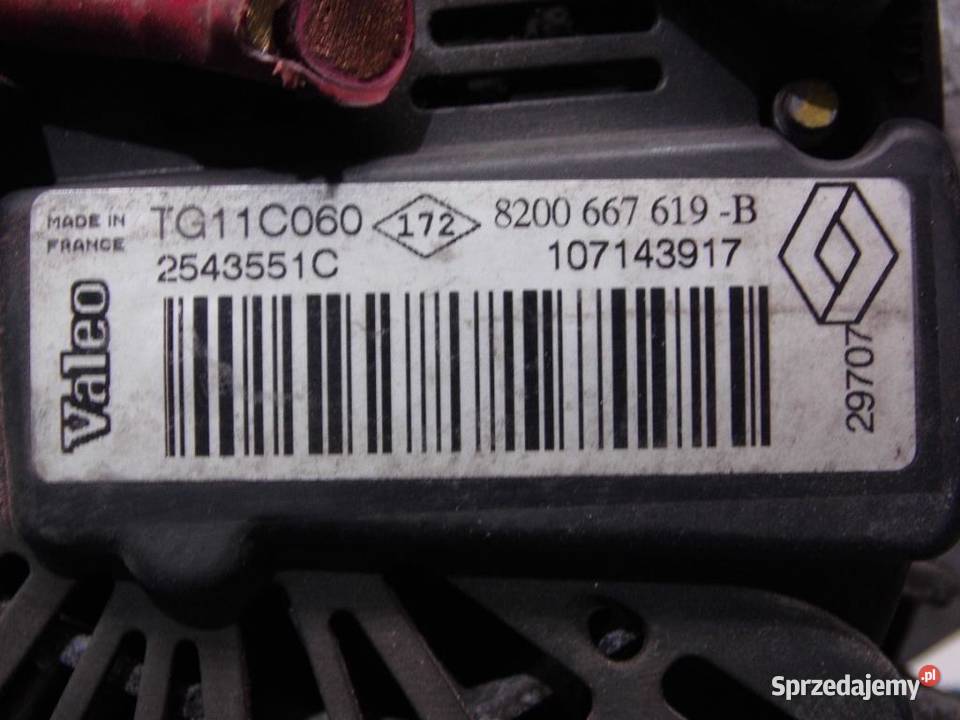 MADE IN
FRANCE
TG11C060
172
8200 667 619 -B
2543551C
107143917
Valeo
29707
Sprzedajemy.pl